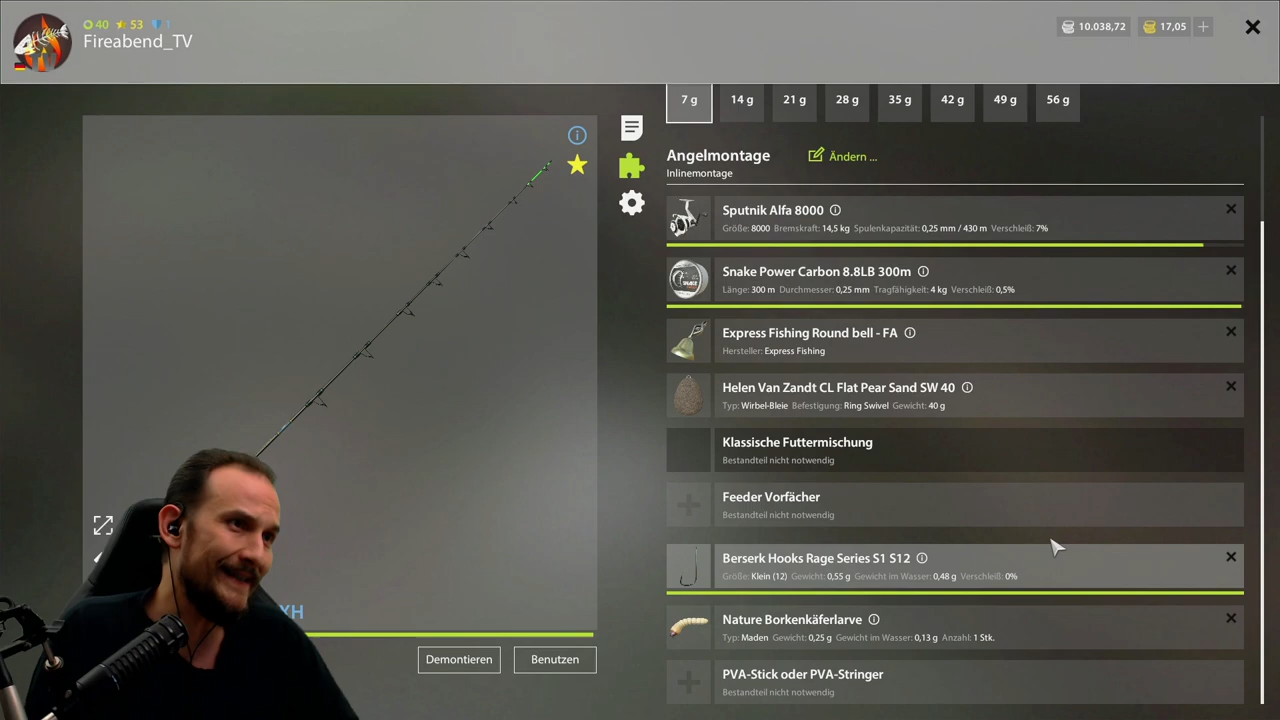 40 53
Fireabend_TV
10.038,72
17,05
7 g
14 g
21 g
28 g
35 g
42 g
49 g
56 g
Angelmontage
Ändern ...
Inlinemontage
Sputnik Alfa 8000
Größe: 8000 Bremskraft: 14,5 kg Spulenkapazität: 0,25 mm / 430 m Verschleiß: 7%
Snake Power Carbon 8.8LB 300m
Länge: 300 m Durchmesser: 0,25 mm Tragfähigkeit: 4 kg Verschleiß: 0,5%
Express Fishing Round bell - FA
Hersteller: Express Fishing
Helen Van Zandt CL Flat Pear Sand SW 40
Typ: Wirbel-Bleie Befestigung: Ring Swivel Gewicht: 40 g
Klassische Futtermischung
Bestandteil nicht notwendig
Feeder Vorfächer
Bestandteil nicht notwendig
Berserk Hooks Rage Series S1 S12
Größe: Klein (12) Gewicht: 0,55 g Gewicht im Wasser: 0,48 g Verschleiß: 0%
Nature Borkenkäferlarve
Typ: Maden Gewicht: 0,25 g Gewicht im Wasser: 0,13 g Anzahl: 1 Stk.
PVA-Stick oder PVA-Stringer
Bestandteil nicht notwendig
XH
Demontieren
Benutzen